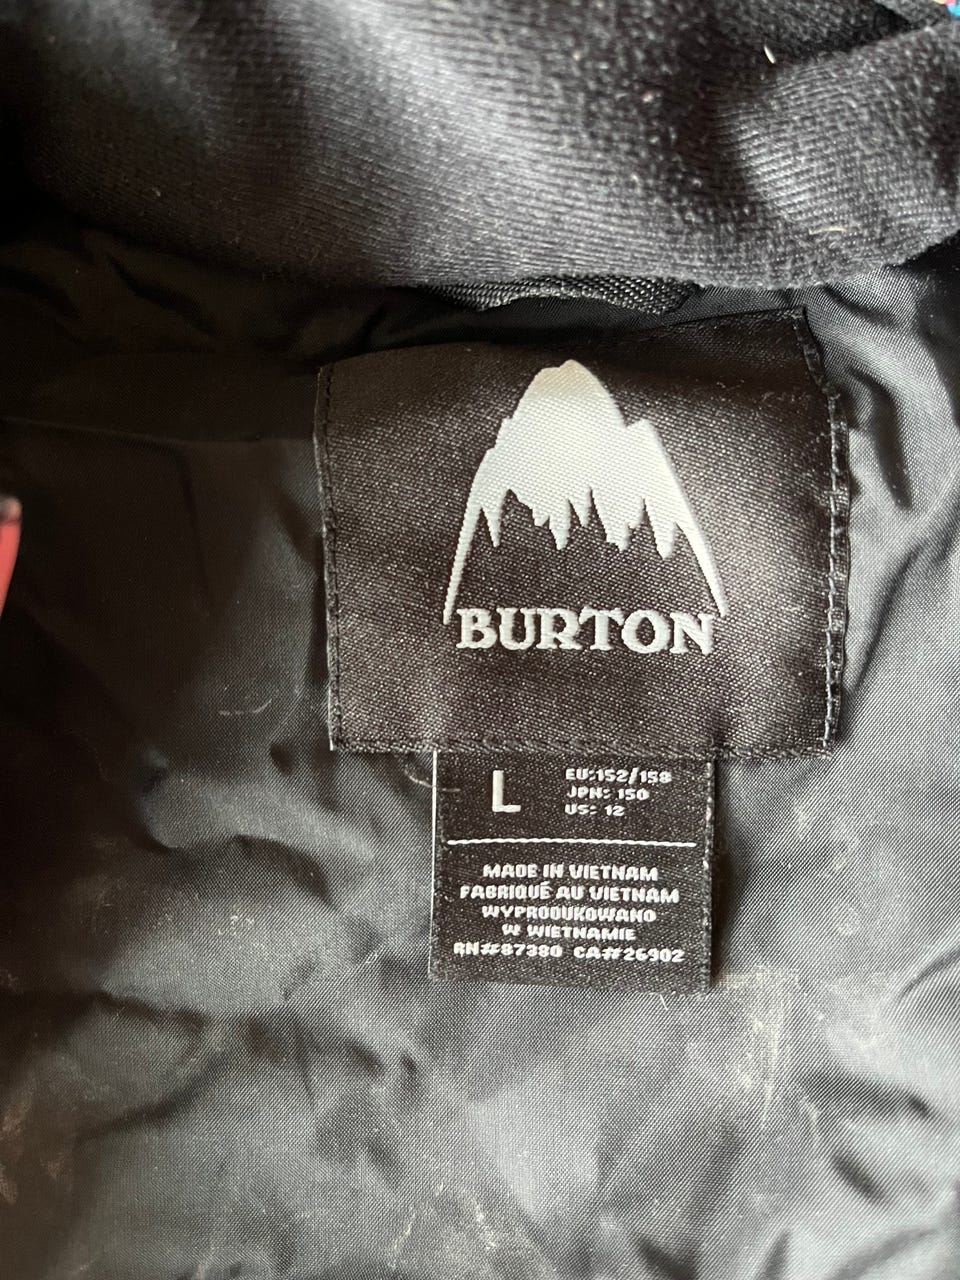 BURTON
L
EU:152/158
JPN: 150
US: 12
MADE IN VIETNAM
FABRIQUÉ AU VIETNAM
WYPRODUKOWANO
W WIETNAMIE
RN#87380 CA#26902